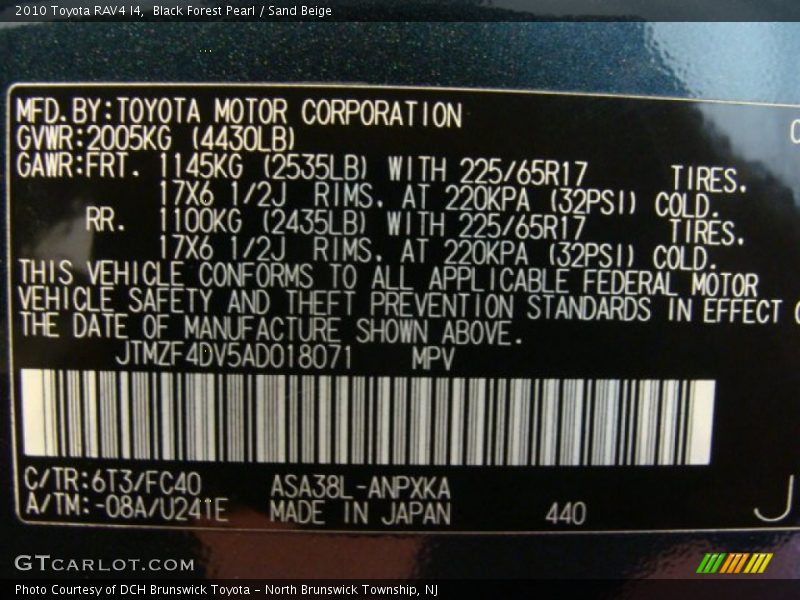 2010 Toyota RAV4 I4,  Black Forest Pearl / Sand Beige
MFD.BY:TOYOTA MOTOR CORPORATION
GVWR:2005KG (4430LB)
GAWR:FRT. 1145KG (2535LB) WITH 225/65R17 TIRES.
17X6 1/2J RIMS. AT 220KPA (32PSI) COLD.
RR. 1100KG (2435LB) WITH 225/65R17 TIRES.
17X6 1/2J RIMS. AT 220KPA (32PSI) COLD.
THIS VEHICLE CONFORMS TO ALL APPLICABLE FEDERAL MOTOR
VEHICLE SAFETY AND THEFT PREVENTION STANDARDS IN EFFECT
THE DATE OF MANUFACTURE SHOWN ABOVE.
JTMZF4DV5AD018071 MPV
C/TR:6T3/FC40 ASA38L-ANPXKA
A/TM:-08A/U241E MADE IN JAPAN 440 J
GTCARLOT.COM
Photo Courtesy of DCH Brunswick Toyota - North Brunswick Township, NJ